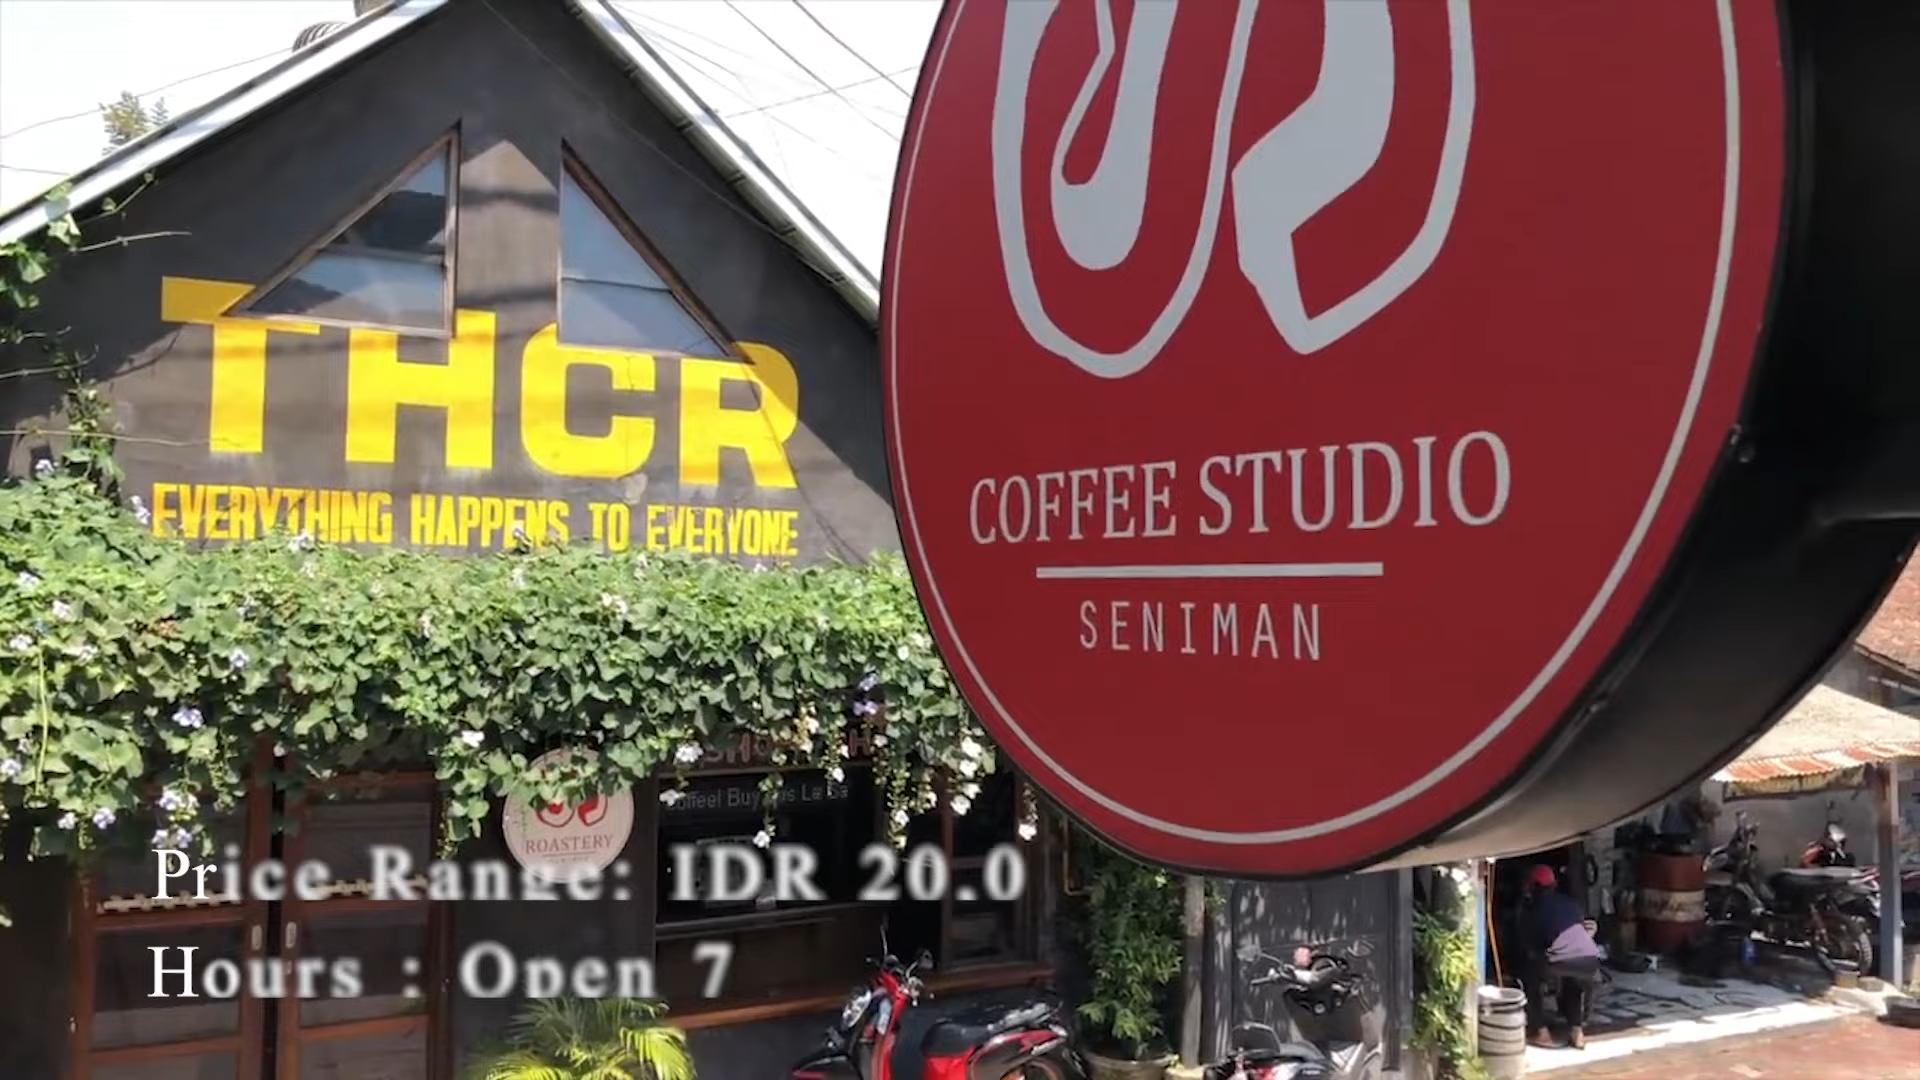 THCR
EVERYTHING HAPPENS TO EVERYONE
COFFEE STUDIO
SENIMAN
ROASTERY
Price Range: IDR 20.0
Hours : Open 7